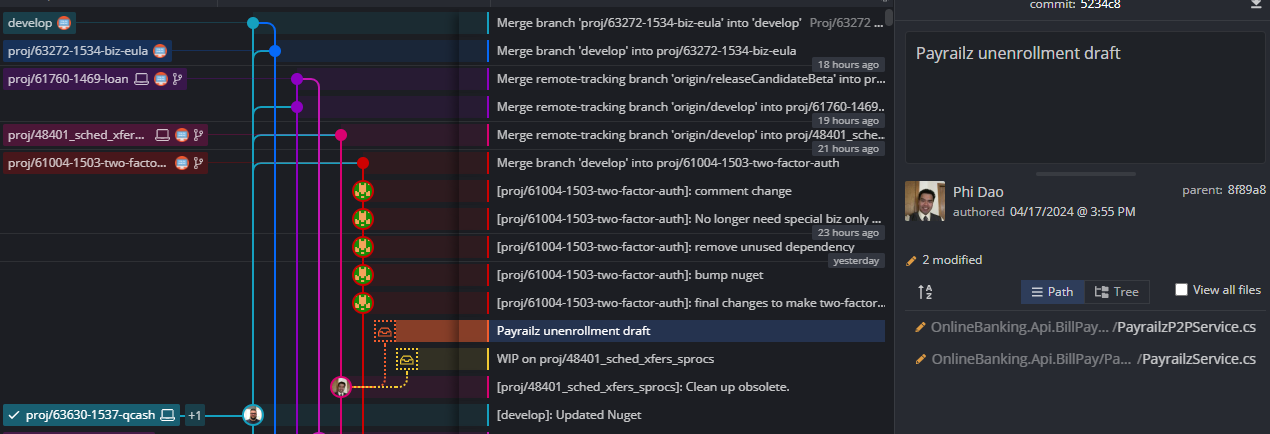 commit: 5234c8
develop
Merge branch 'proj/63272-1534-biz-eula' into 'develop' Proj/63272
Payrailz unenrollment draft
proj/63272-1534-biz-eula
Merge branch 'develop' into proj/63272-1534-biz-eula
18 hours ago
proj/61760-1469-loan
Merge remote-tracking branch 'origin/releaseCandidateBeta' into pr...
Merge remote-tracking branch 'origin/develop' into proj/61760-1469...
19 hours ago
proj/48401_sched_xfers_...
Merge remote-tracking branch 'origin/develop' into proj/48401_sche...
21 hours ago
proj/61004-1503-two-facto...
Merge branch 'develop' into proj/61004-1503-two-factor-auth
[proj/61004-1503-two-factor-auth]: comment change
[proj/61004-1503-two-factor-auth]: No longer need special biz only ...
23 hours ago
[proj/61004-1503-two-factor-auth]: remove unused dependency
yesterday
[proj/61004-1503-two-factor-auth]: bump nuget
[proj/61004-1503-two-factor-auth]: final changes to make two-factor...
Payrailz unenrollment draft
WIP on proj/48401_sched_xfers_sprocs
[proj/48401_sched_xfers_sprocs]: Clean up obsolete.
proj/63630-1537-qcash +1
[develop]: Updated Nuget
Phi Dao
parent: 8f89a8
authored 04/17/2024 @ 3:55 PM
2 modified
A Z
Path
Tree
View all files
OnlineBanking.Api.BillPay... /PayrailzP2PService.cs
OnlineBanking.Api.BillPay/Pa... /PayrailzService.cs